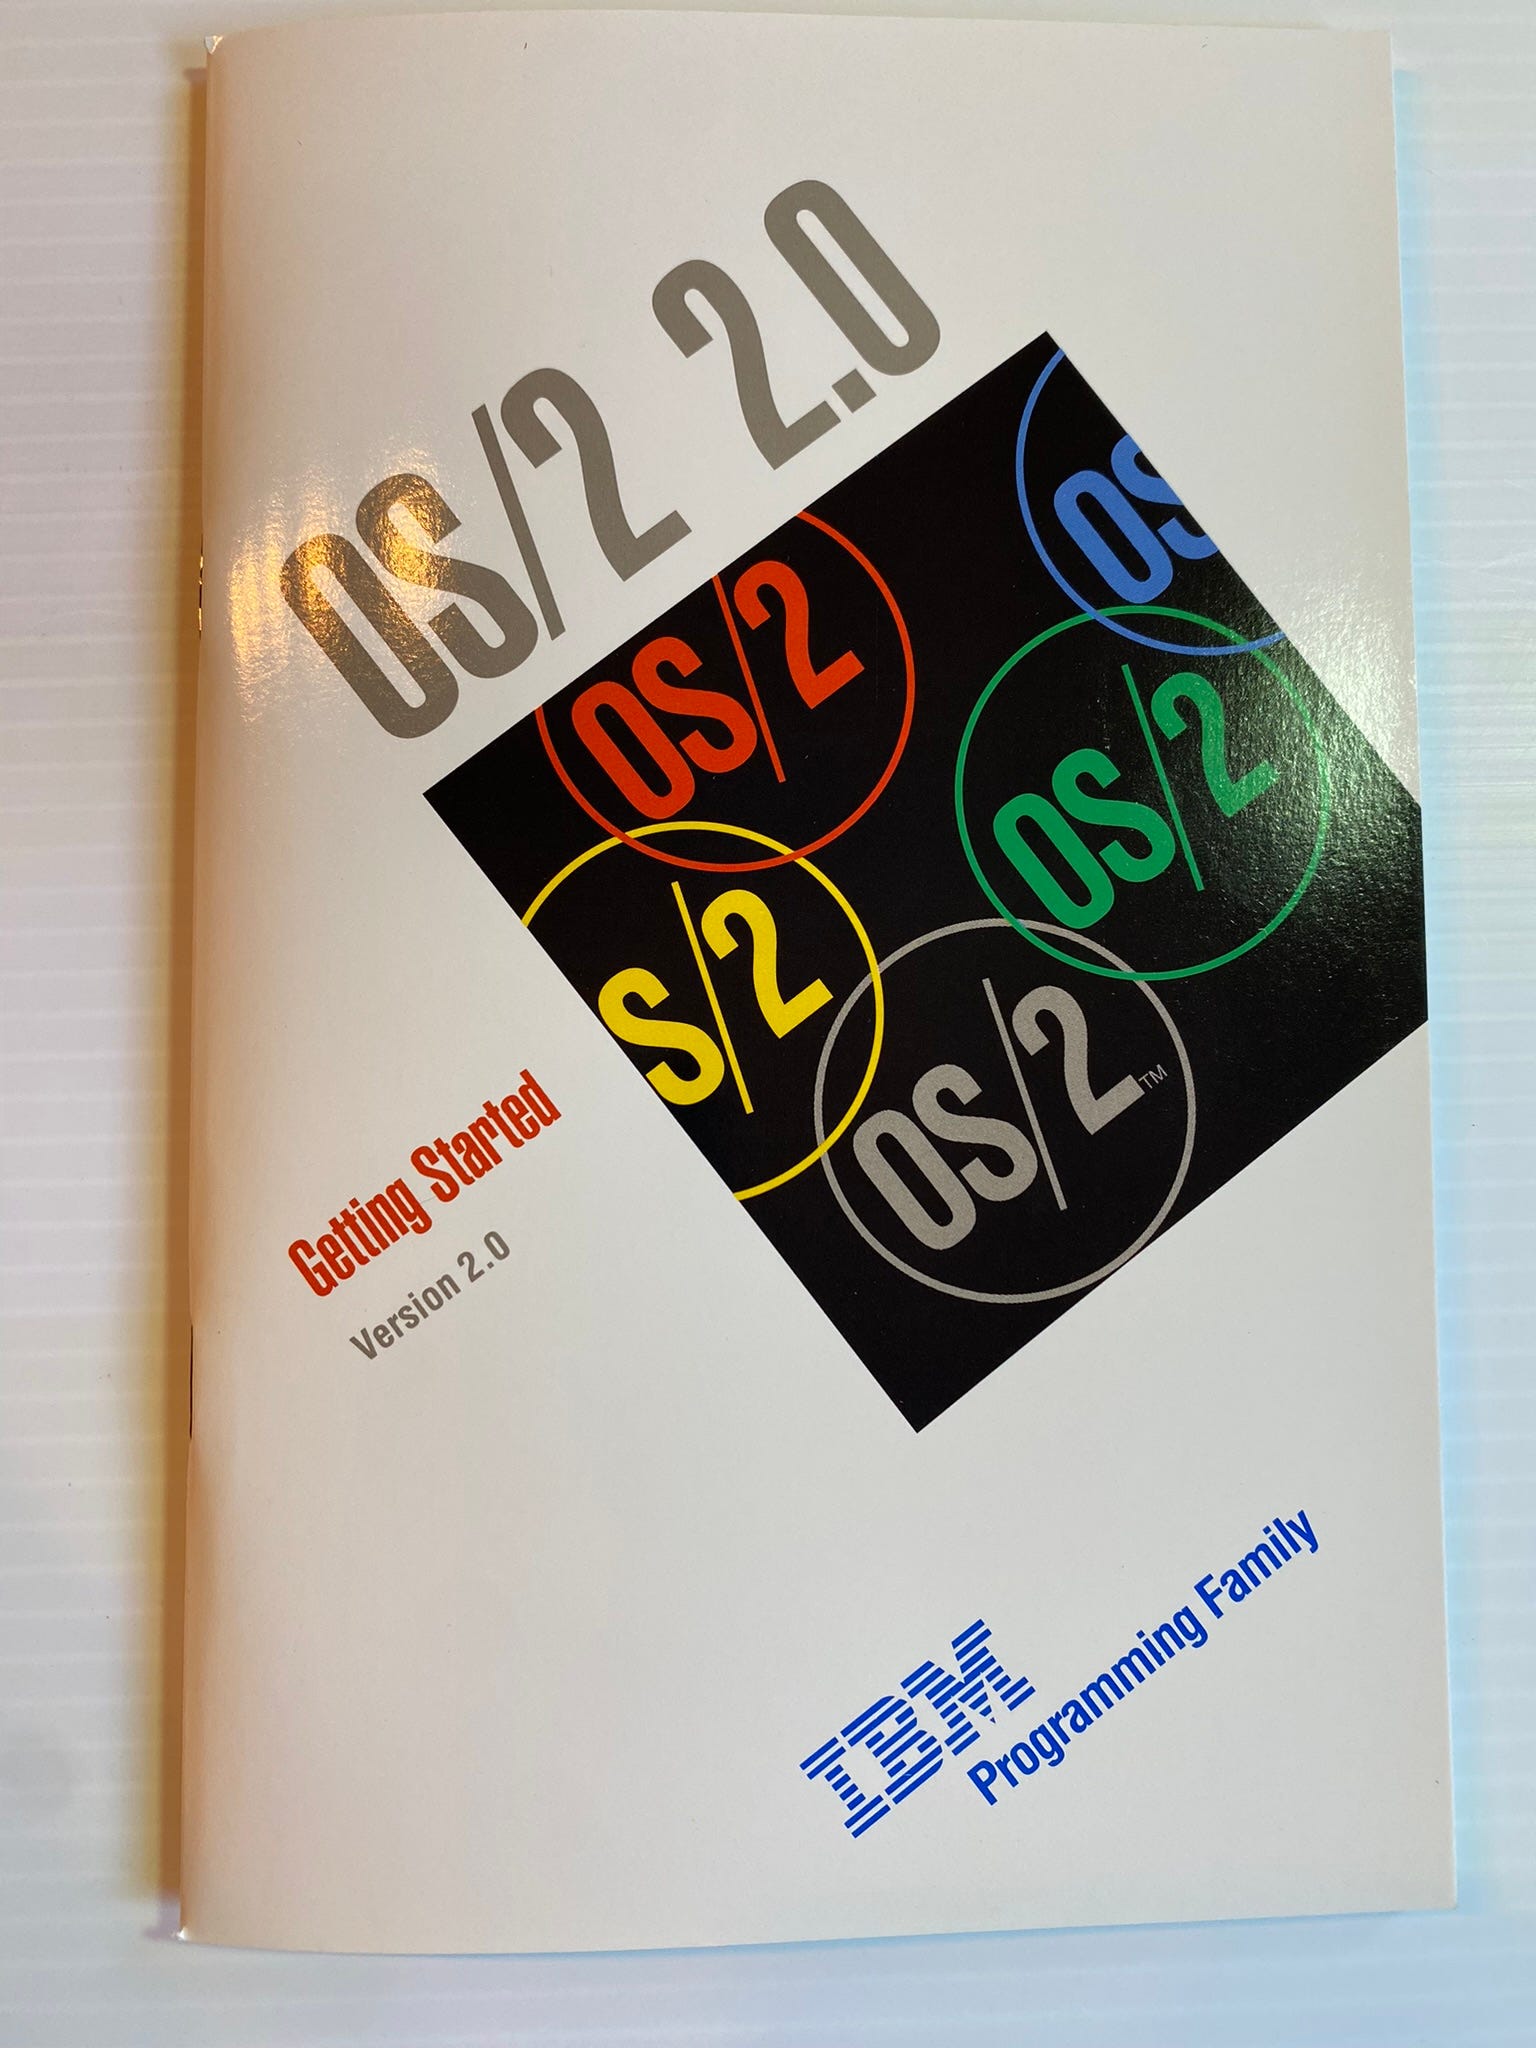 OS/2 2.0
OS
OS/2
OS/2
S/2
OS/2™
Getting Started
Version 2.0
IBM
Programming Family